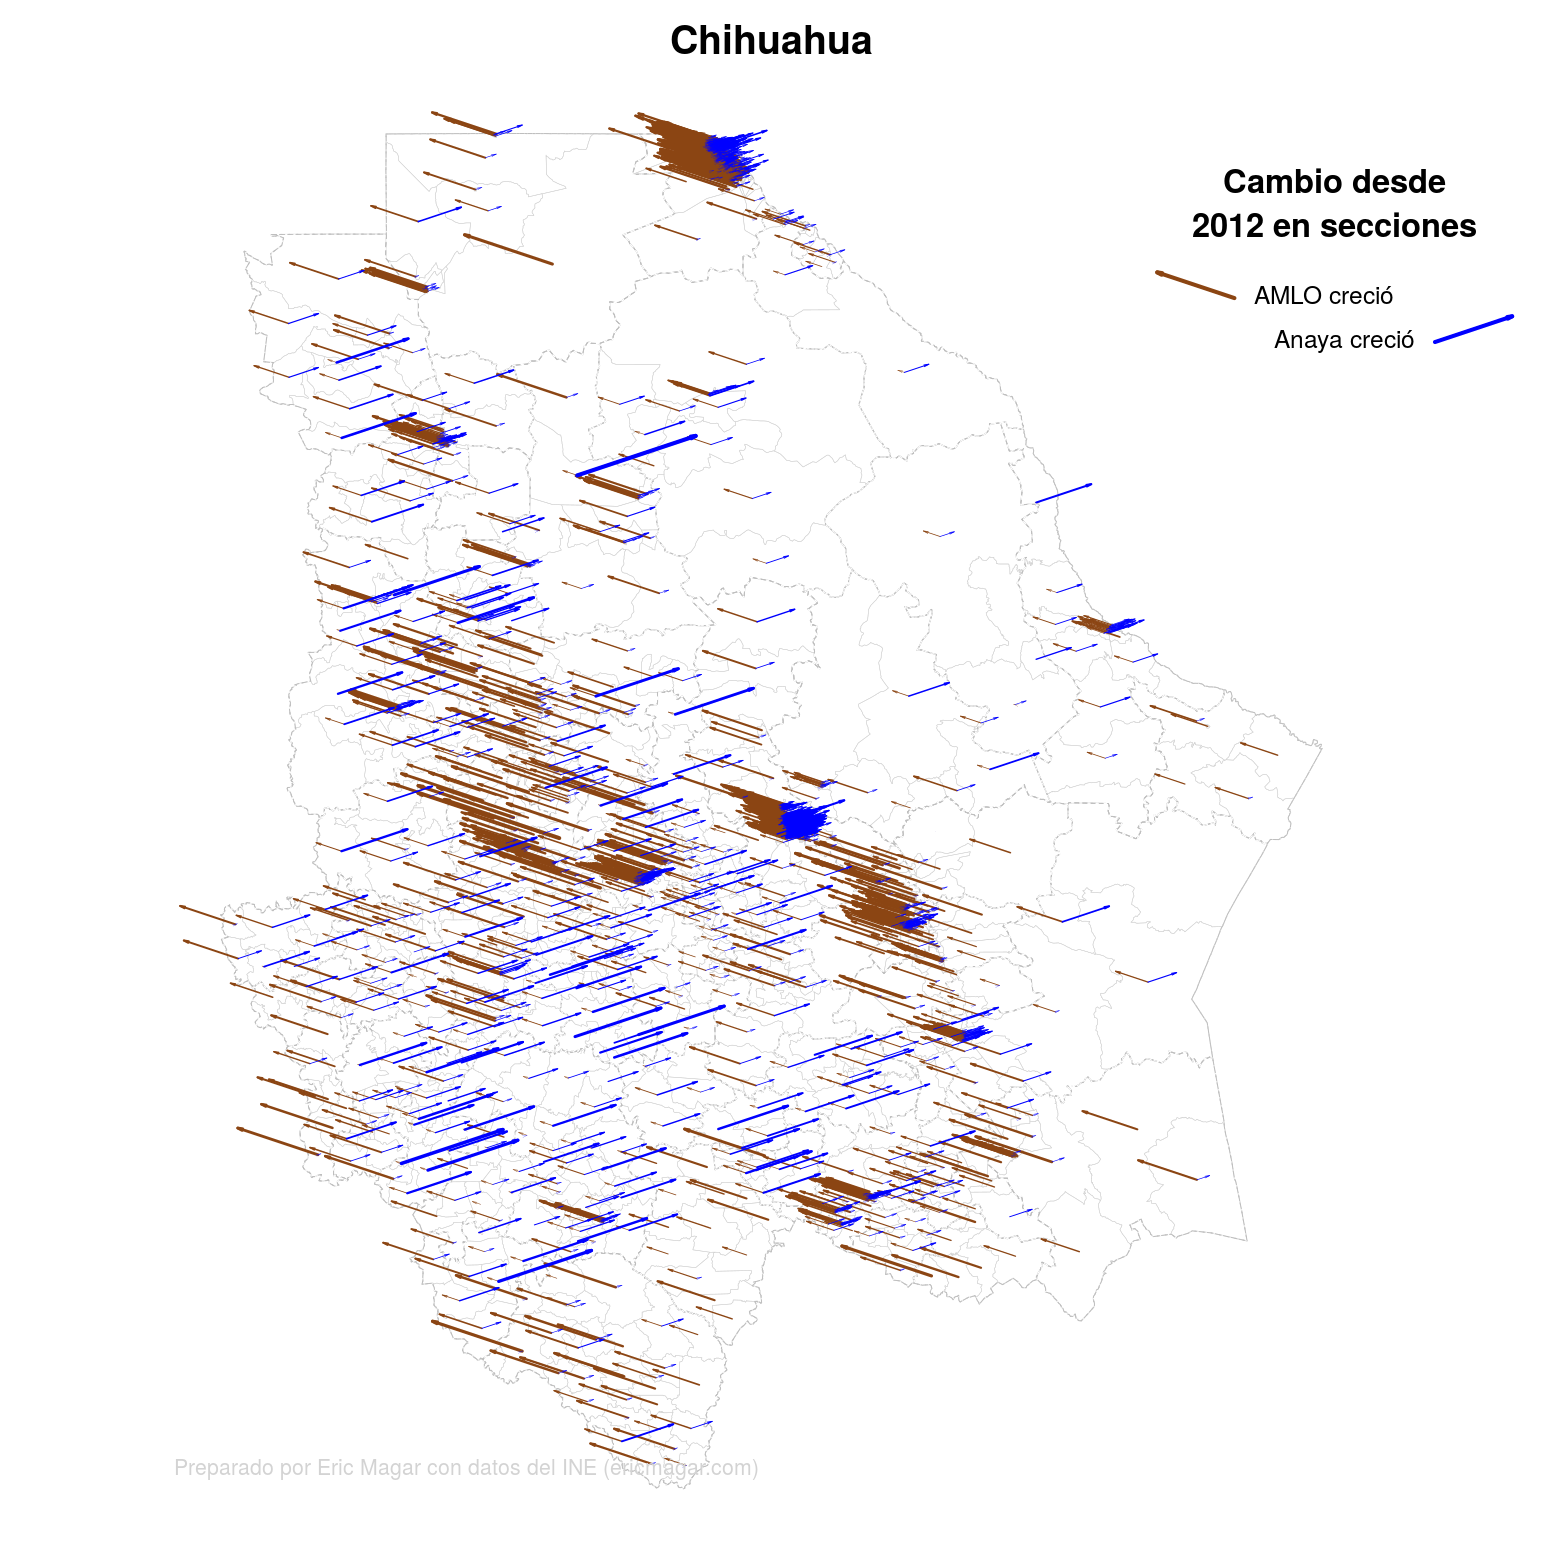 Chihuahua
Cambio desde
2012 en secciones
AMLO creció
Anaya creció
Preparado por Eric Magar con datos del INE (ericmagar.com)